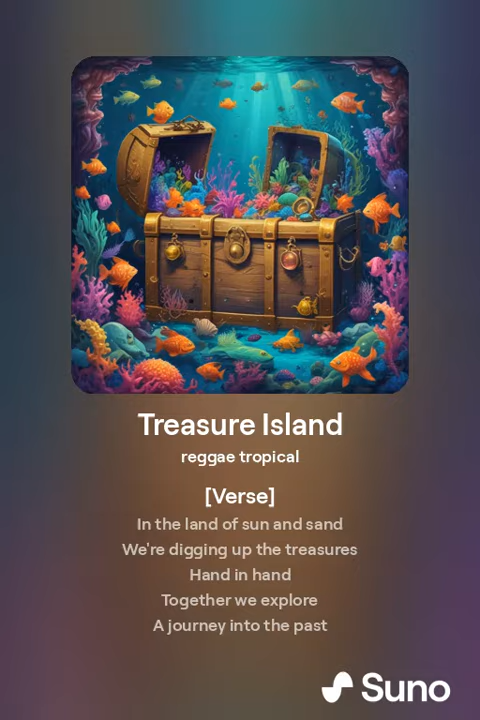 Treasure Island
reggae tropical
[Verse]
In the land of sun and sand
We're digging up the treasures
Hand in hand
Together we explore
A journey into the past
Suno